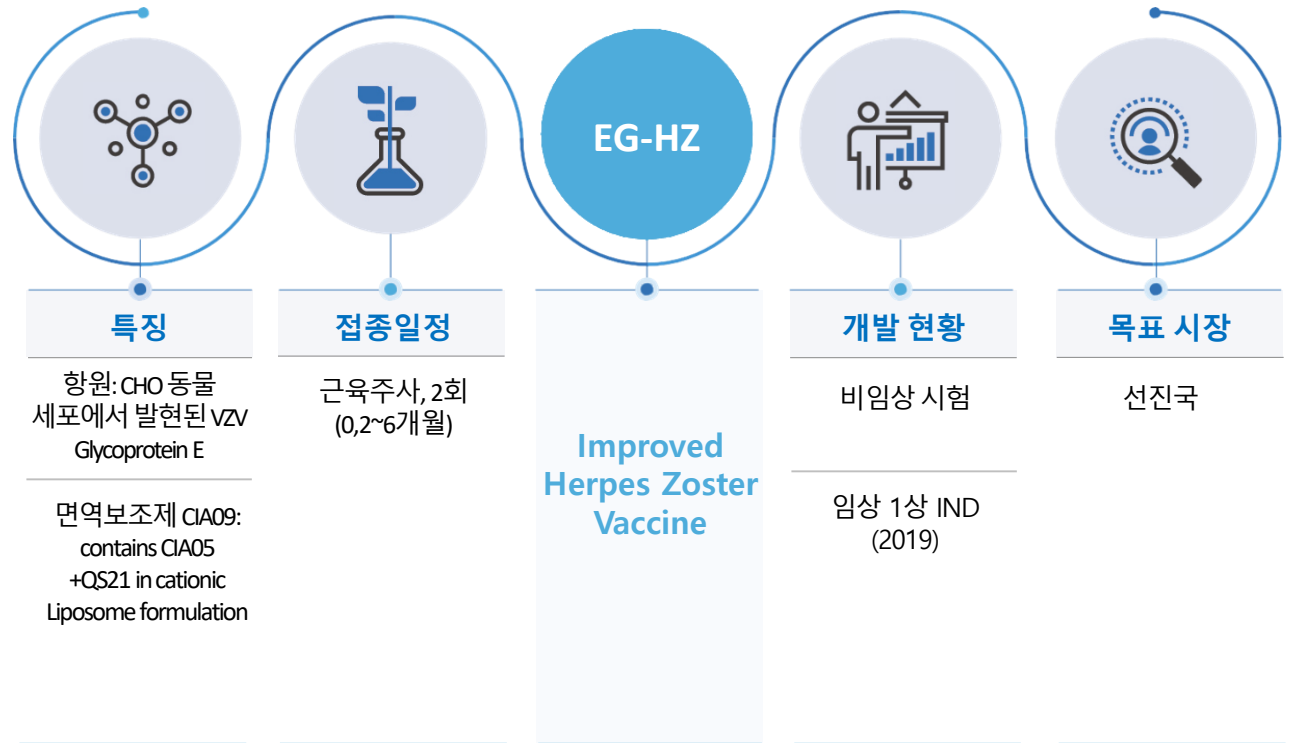 특징
항원: CHO 동물
세포에서 발현된 VZV
Glycoprotein E
면역보조제 CIA09:
contains CIA05
+QS21 in cationic
Liposome formulation
접종일정
근육주사, 2회
(0,2~6개월)
EG-HZ
Improved
Herpes Zoster
Vaccine
개발 현황
비임상 시험
임상 1상 IND
(2019)
목표 시장
선진국